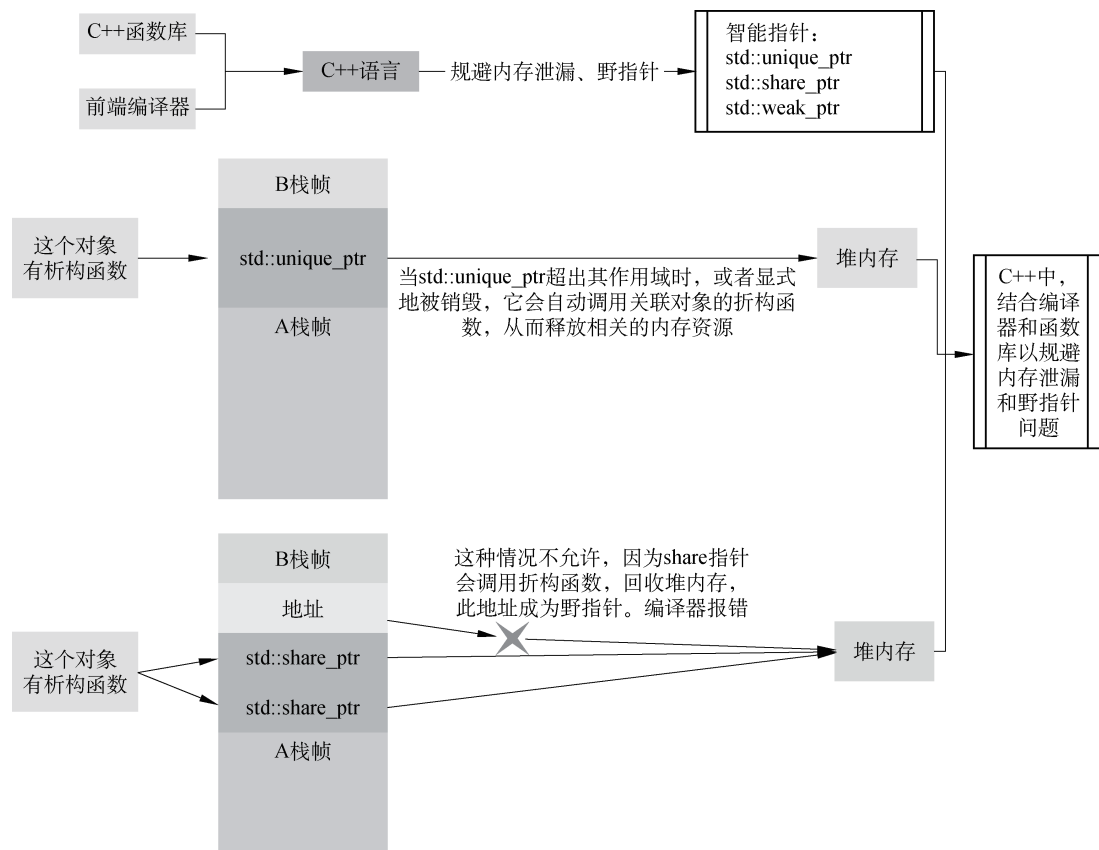 C++函数库
前端编译器
C++语言
规避内存泄漏、野指针
智能指针：
std::unique_ptr
std::share_ptr
std::weak_ptr
B栈帧
这个对象
有析构函数
std::unique_ptr
A栈帧
当std::unique_ptr超出其作用域时，或者显式
地被销毁，它会自动调用关联对象的折构函
数，从而释放相关的内存资源
堆内存
C++中，
结合编译
器和函数
库以规避
内存泄漏
和野指针
问题
B栈帧
地址
这种情况不允许，因为share指针
会调用折构函数，回收堆内存，
此地址成为野指针。编译器报错
这个对象
有析构函数
std::share_ptr
std::share_ptr
A栈帧
堆内存